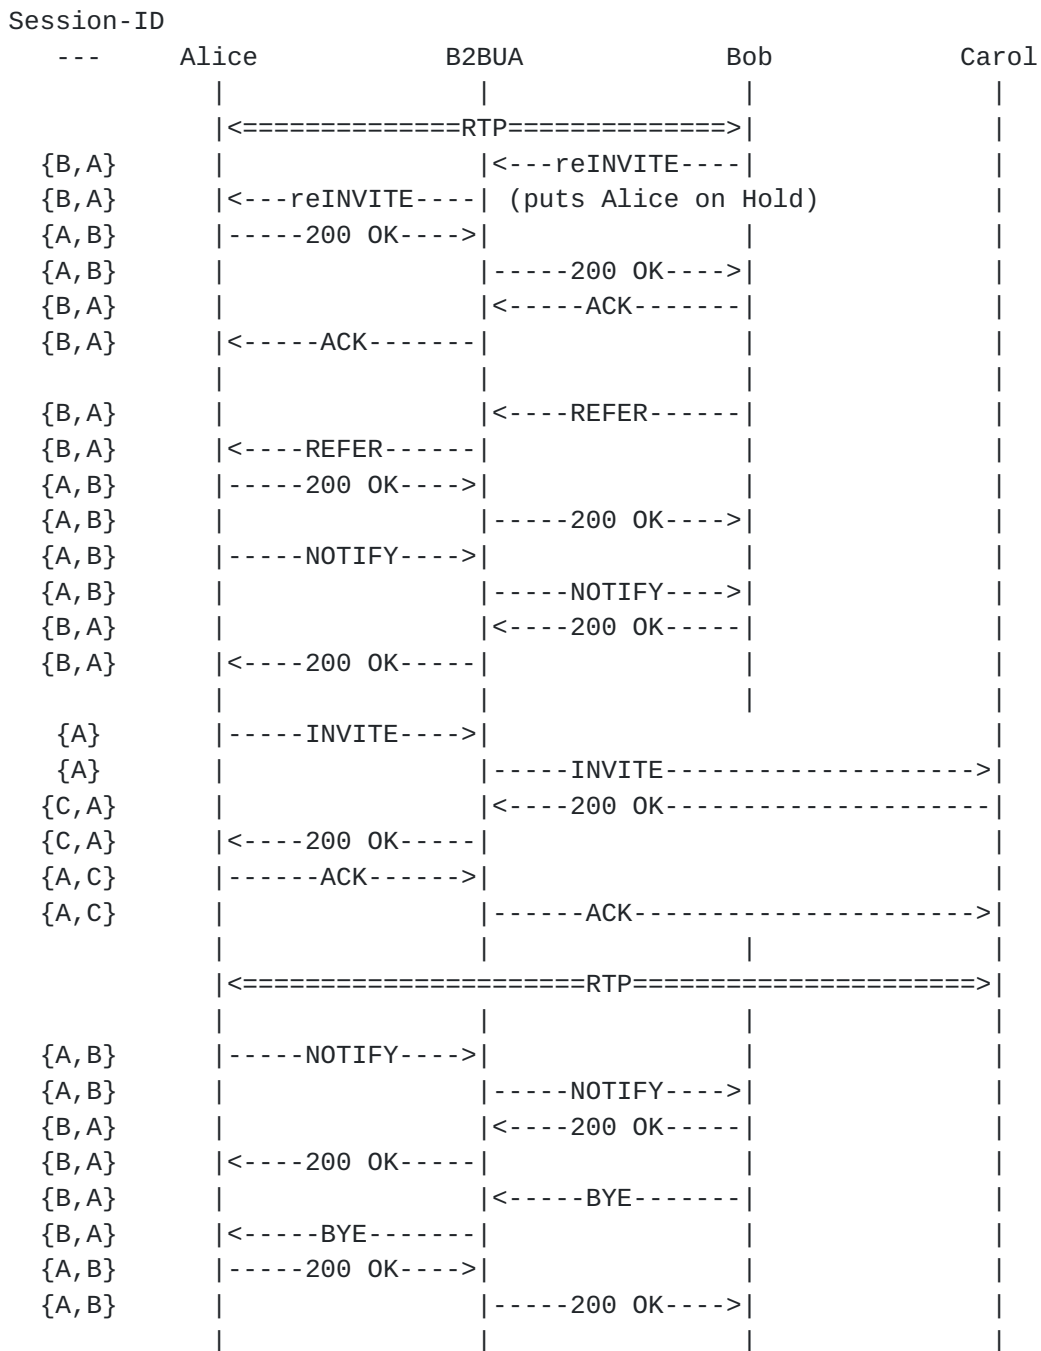 Session-ID
   ---     Alice            B2BUA             Bob            Carol
              |                |                |               |
              |<==============RTP==============>|               |
  {B,A}       |                |<---reINVITE----|               |
  {B,A}       |<---reINVITE----| (puts Alice on Hold)           |
  {A,B}       |-----200 OK---->|                |               |
  {A,B}       |                |-----200 OK---->|               |
  {B,A}       |                |<-----ACK-------|               |
  {B,A}       |<-----ACK-------|                |               |
              |                |                |               |
  {B,A}       |                |<----REFER------|               |
  {B,A}       |<----REFER------|                |               |
  {A,B}       |-----200 OK---->|                |               |
  {A,B}       |                |-----200 OK---->|               |
  {A,B}       |-----NOTIFY---->|                |               |
  {A,B}       |                |-----NOTIFY---->|               |
  {B,A}       |                |<----200 OK-----|               |
  {B,A}       |<----200 OK-----|                |               |
              |                |                |               |
   {A}        |-----INVITE---->|                                |
   {A}        |                |-----INVITE-------------------->|
  {C,A}       |                |<----200 OK---------------------|
  {C,A}       |<----200 OK-----|                                |
  {A,C}       |------ACK------>|                                |
  {A,C}       |                |------ACK---------------------->|
              |                |                |               |
              |<======================RTP======================>|
              |                |                |               |
  {A,B}       |-----NOTIFY---->|                |               |
  {A,B}       |                |-----NOTIFY---->|               |
  {B,A}       |                |<----200 OK-----|               |
  {B,A}       |<----200 OK-----|                |               |
  {B,A}       |                |<-----BYE-------|               |
  {B,A}       |<-----BYE-------|                |               |
  {A,B}       |-----200 OK---->|                |               |
  {A,B}       |                |-----200 OK---->|               |
              |                |                |               |